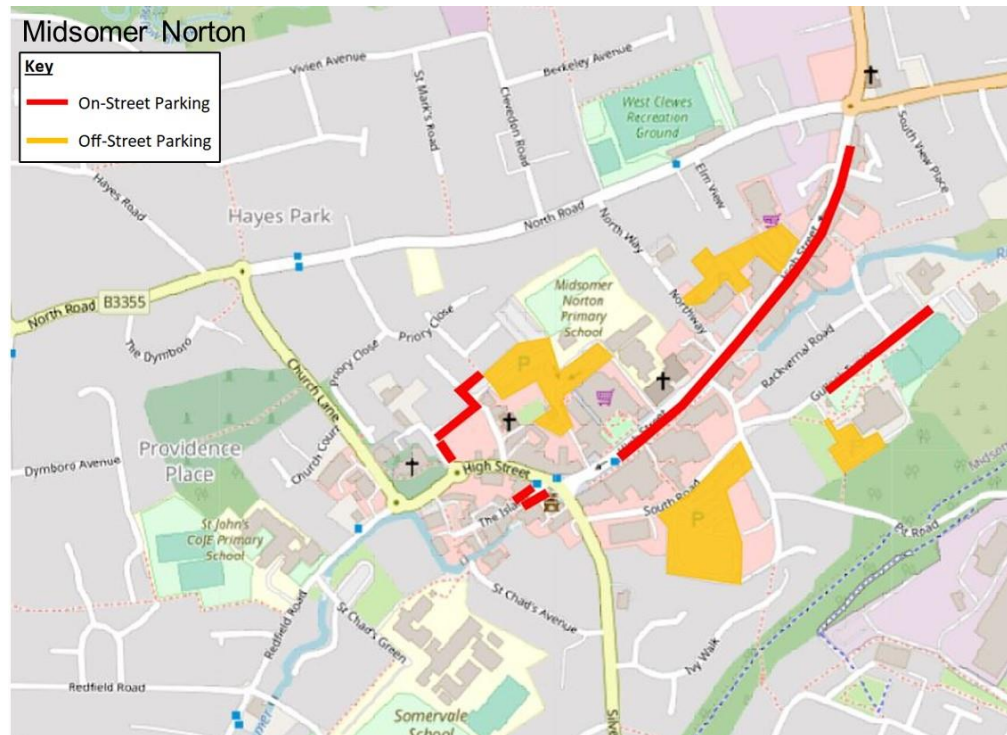 Midsomer Norton
Key
On-Street Parking
Off-Street Parking
Vivien Avenue
Berkeley Avenue
St Mark's Road
Clevedon Road
West Clewes
Recreation
Ground
Elm View
South View Place
Hayes Road
Hayes Park
North Road
North Way
High Street
North Road
B3355
The Dymboro
Priory Close
Priory Close
Midsomer
Norton
Primary
School
Northway
Rackvernal Road
Church Lane
P
Church Court
Providence
Place
Dymboro Avenue
High Street
The Island
South Road
P
Pit Road
St John's
CofE Primary
School
St Chad's Avenue
St Chad's Green
Redfield Road
Ivy Walk
Redfield Road
Somervale
School